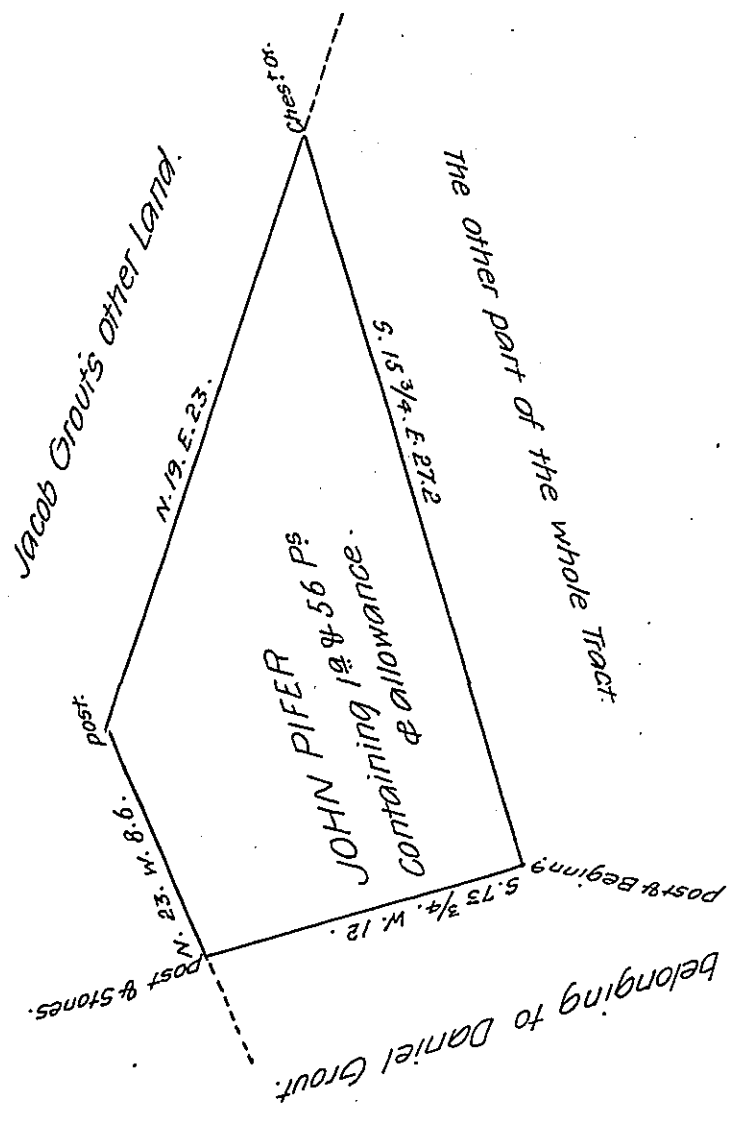 Jacob Grout's other Land.
Chest or.
N. 19. E. 23.
The other part of the whole Tract.
S. 15 3/4. E. 27.2
post.
N. 23. W. 8.6.
JOHN PIFER
Containing 1a & 56 Ps
& allowance.
S. 73 3/4. W. 12.
post & Beginng
post & Stones.
belonging to Daniel Grout.